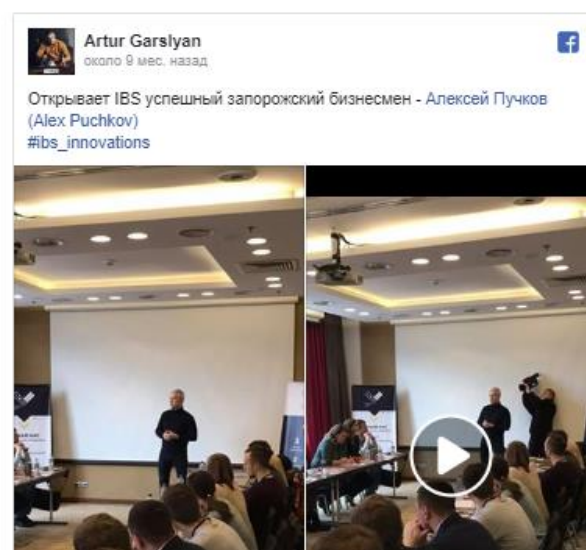 Artur Garslyan
около 9 мес. назад
Открывает IBS успешный запорожский бизнесмен - Алексей Пучков
(Alex Puchkov)
#ibs_innovations